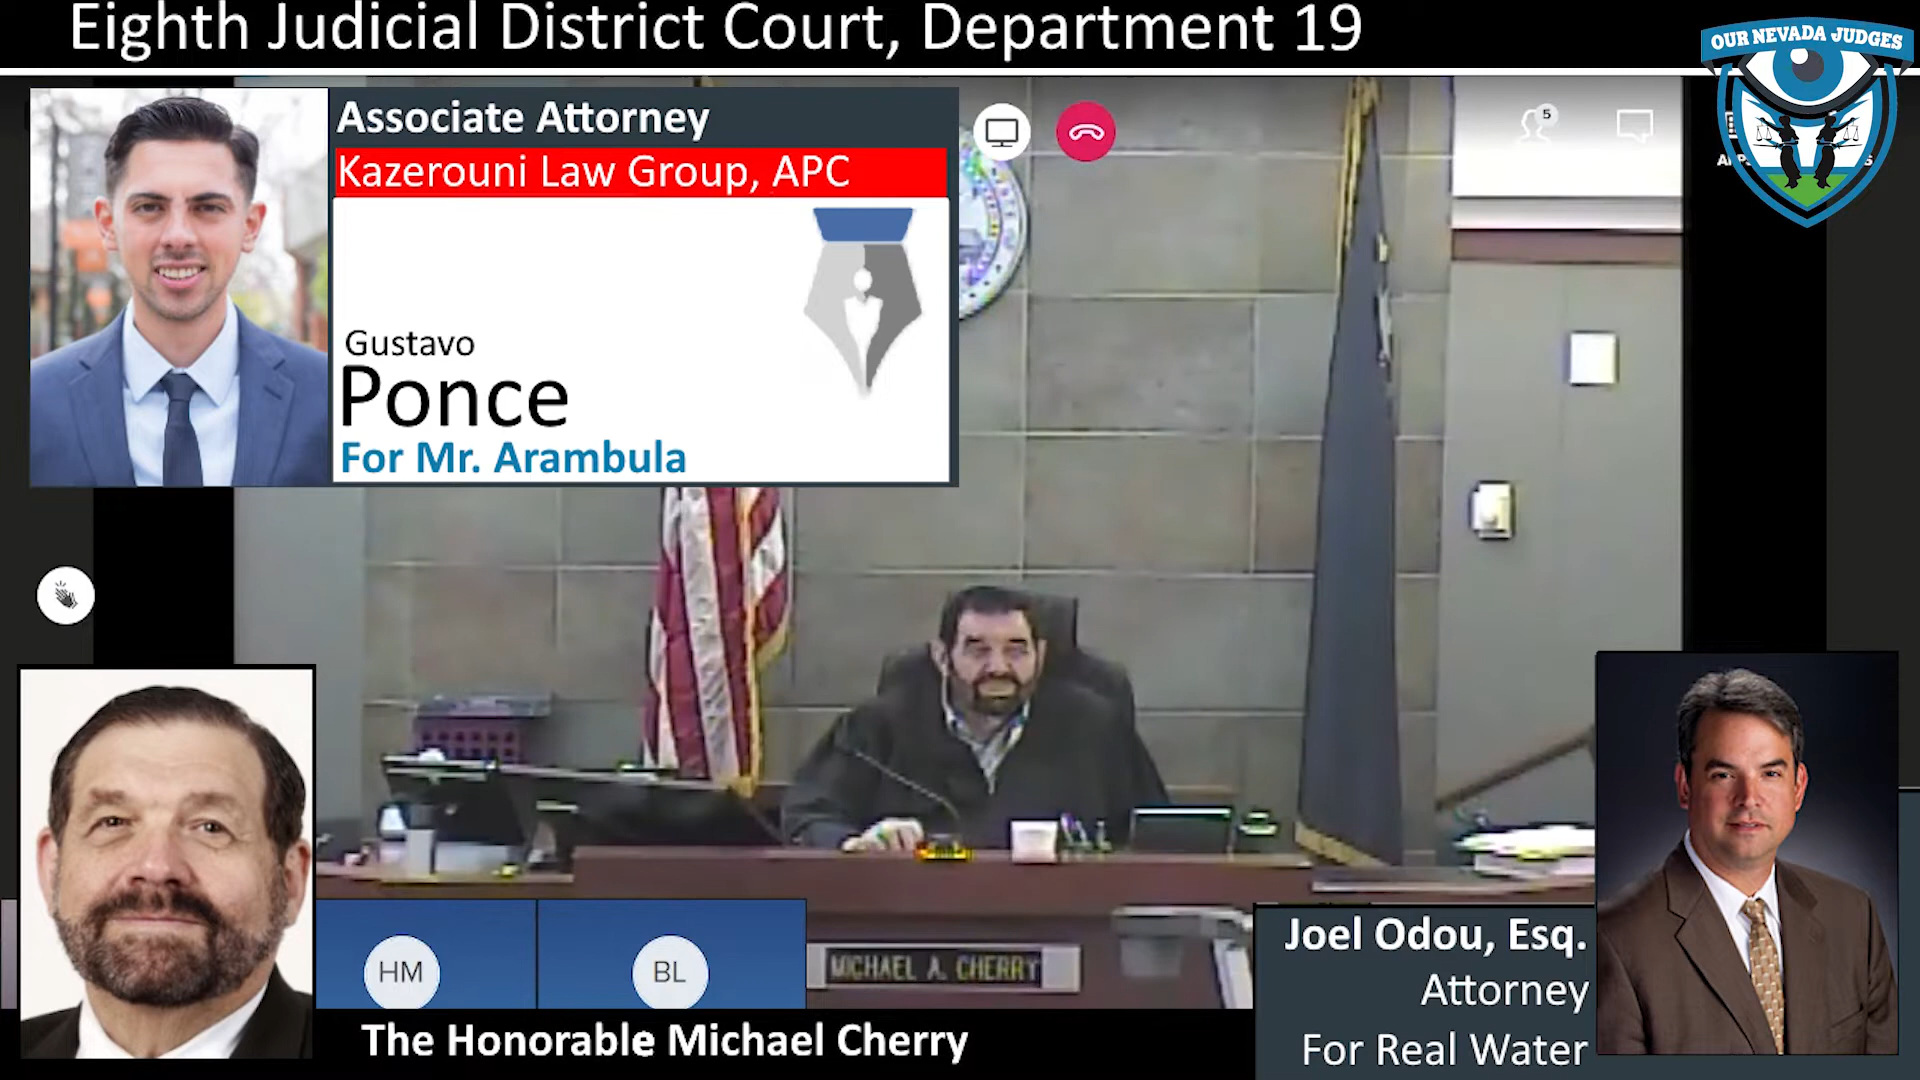 Eighth Judicial District Court, Department 19
OUR NEVADA JUDGES
Associate Attorney
Kazerouni Law Group, APC
Gustavo
Ponce
For Mr. Arambula
5
HM
BL
MICHAEL A. CHERRY
The Honorable Michael Cherry
Joel Odou, Esq.
Attorney
For Real Water